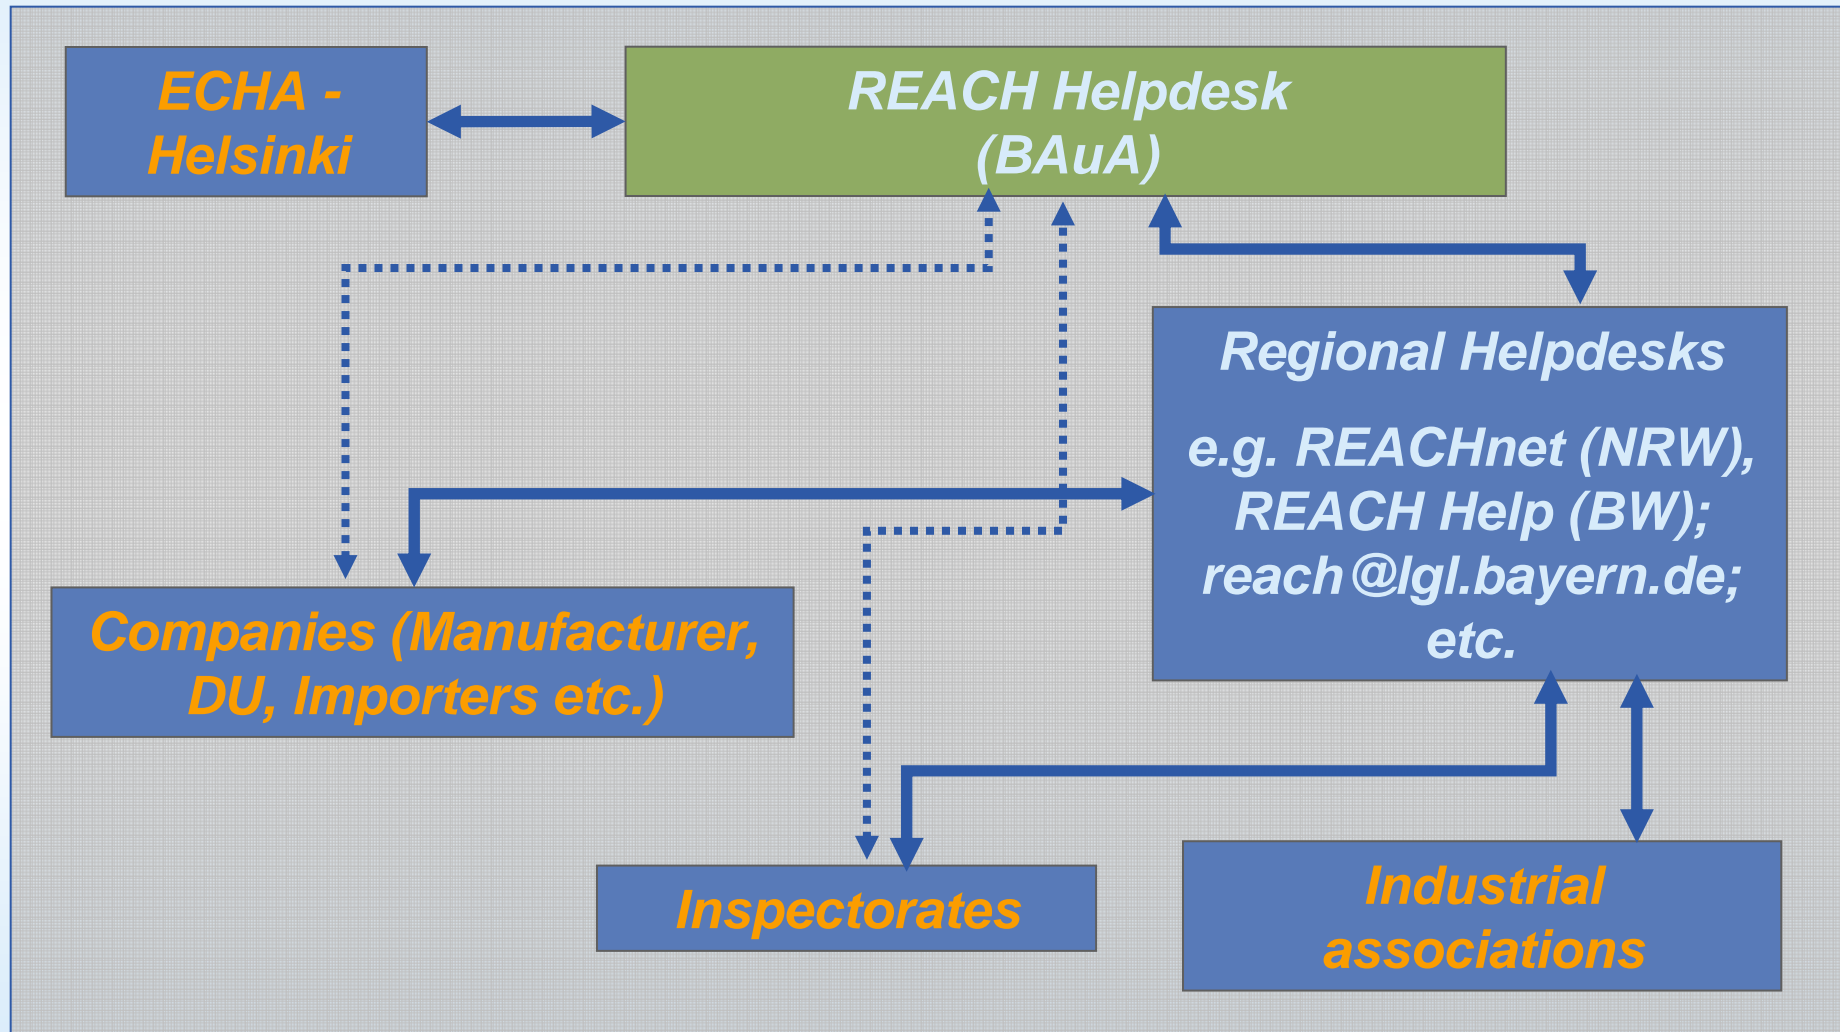 ECHA -
Helsinki
REACH Helpdesk
(BAuA)
Regional Helpdesks
e.g. REACHnet (NRW),
REACH Help (BW);
reach@lgl.bayern.de;
etc.
Companies (Manufacturer,
DU, Importers etc.)
Inspectorates
Industrial
associations